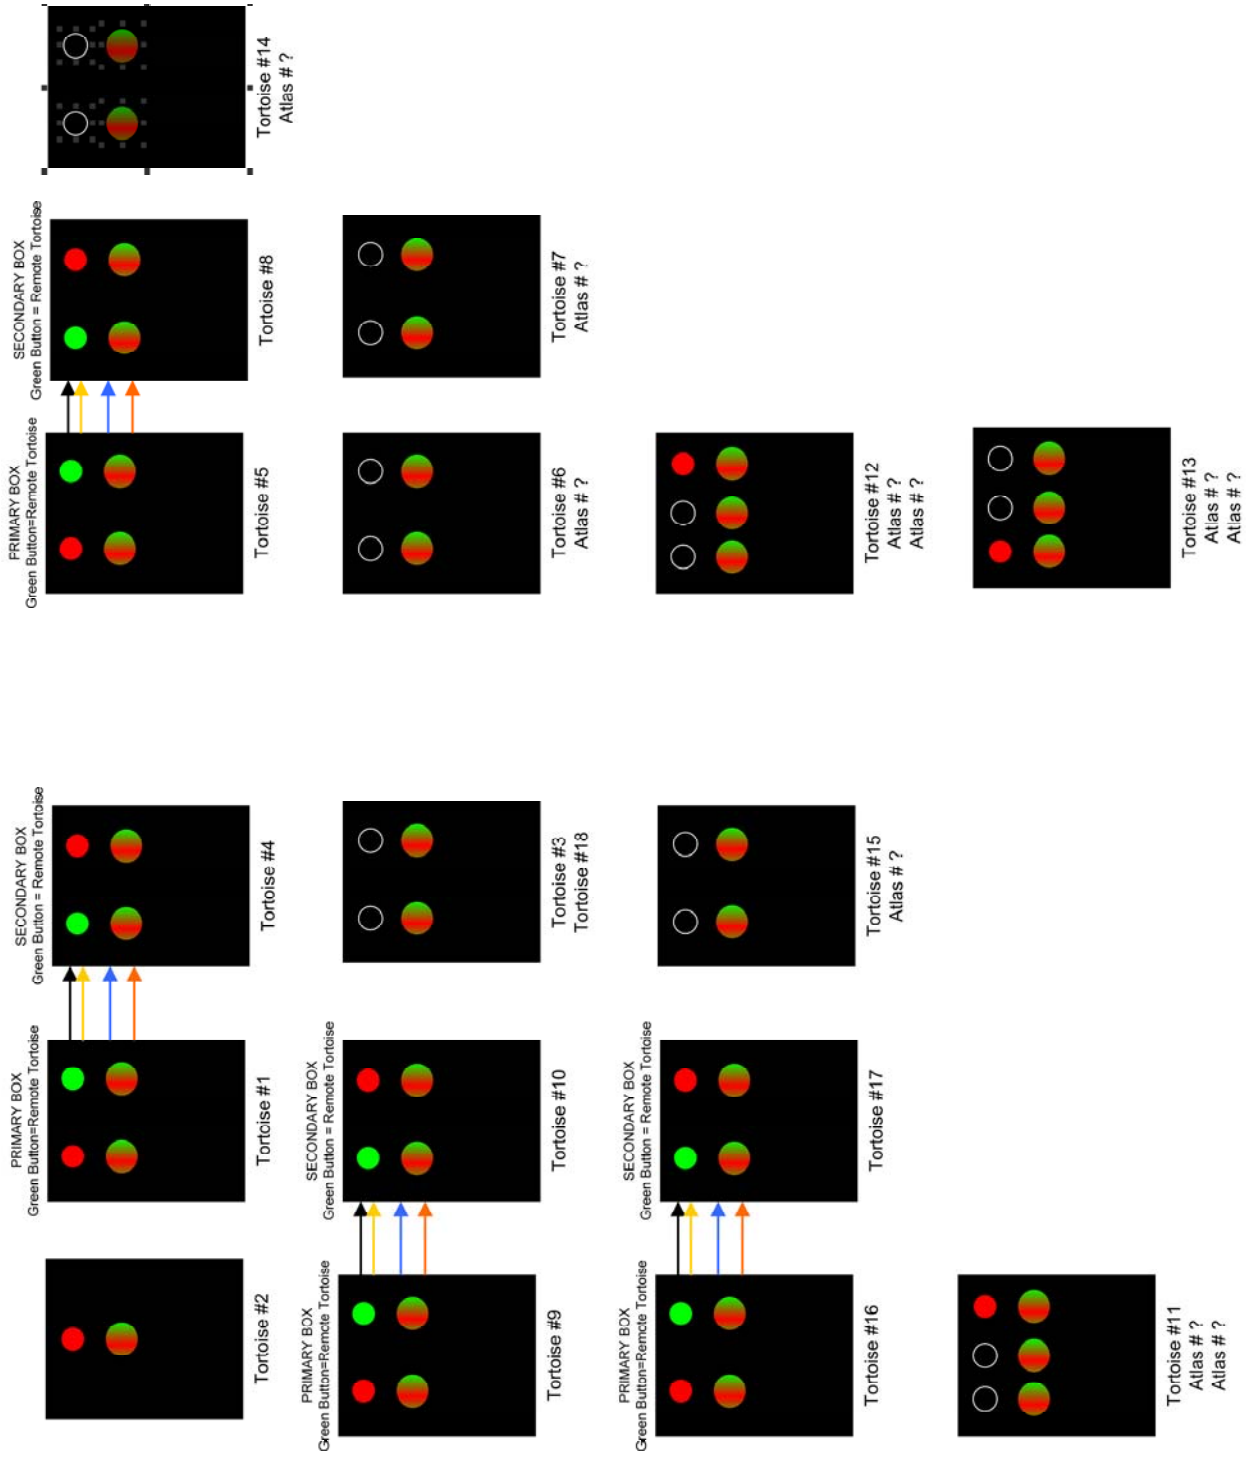 Tortoise #2
PRIMARY BOX
Green Button=Remote Tortoise
Tortoise #1
SECONDARY BOX
Green Button = Remote Tortoise
Tortoise #4
PRIMARY BOX
Green Button=Remote Tortoise
Tortoise #5
SECONDARY BOX
Green Button = Remote Tortoise
Tortoise #8
Tortoise #14
Atlas # ?
PRIMARY BOX
Green Button=Remote Tortoise
Tortoise #9
SECONDARY BOX
Green Button = Remote Tortoise
Tortoise #10
Tortoise #3
Tortoise #18
Tortoise #6
Atlas # ?
Tortoise #7
Atlas # ?
PRIMARY BOX
Green Button=Remote Tortoise
Tortoise #16
SECONDARY BOX
Green Button = Remote Tortoise
Tortoise #17
Tortoise #15
Atlas # ?
Tortoise #12
Atlas # ?
Atlas # ?
Tortoise #11
Atlas # ?
Atlas # ?
Tortoise #13
Atlas # ?
Atlas # ?